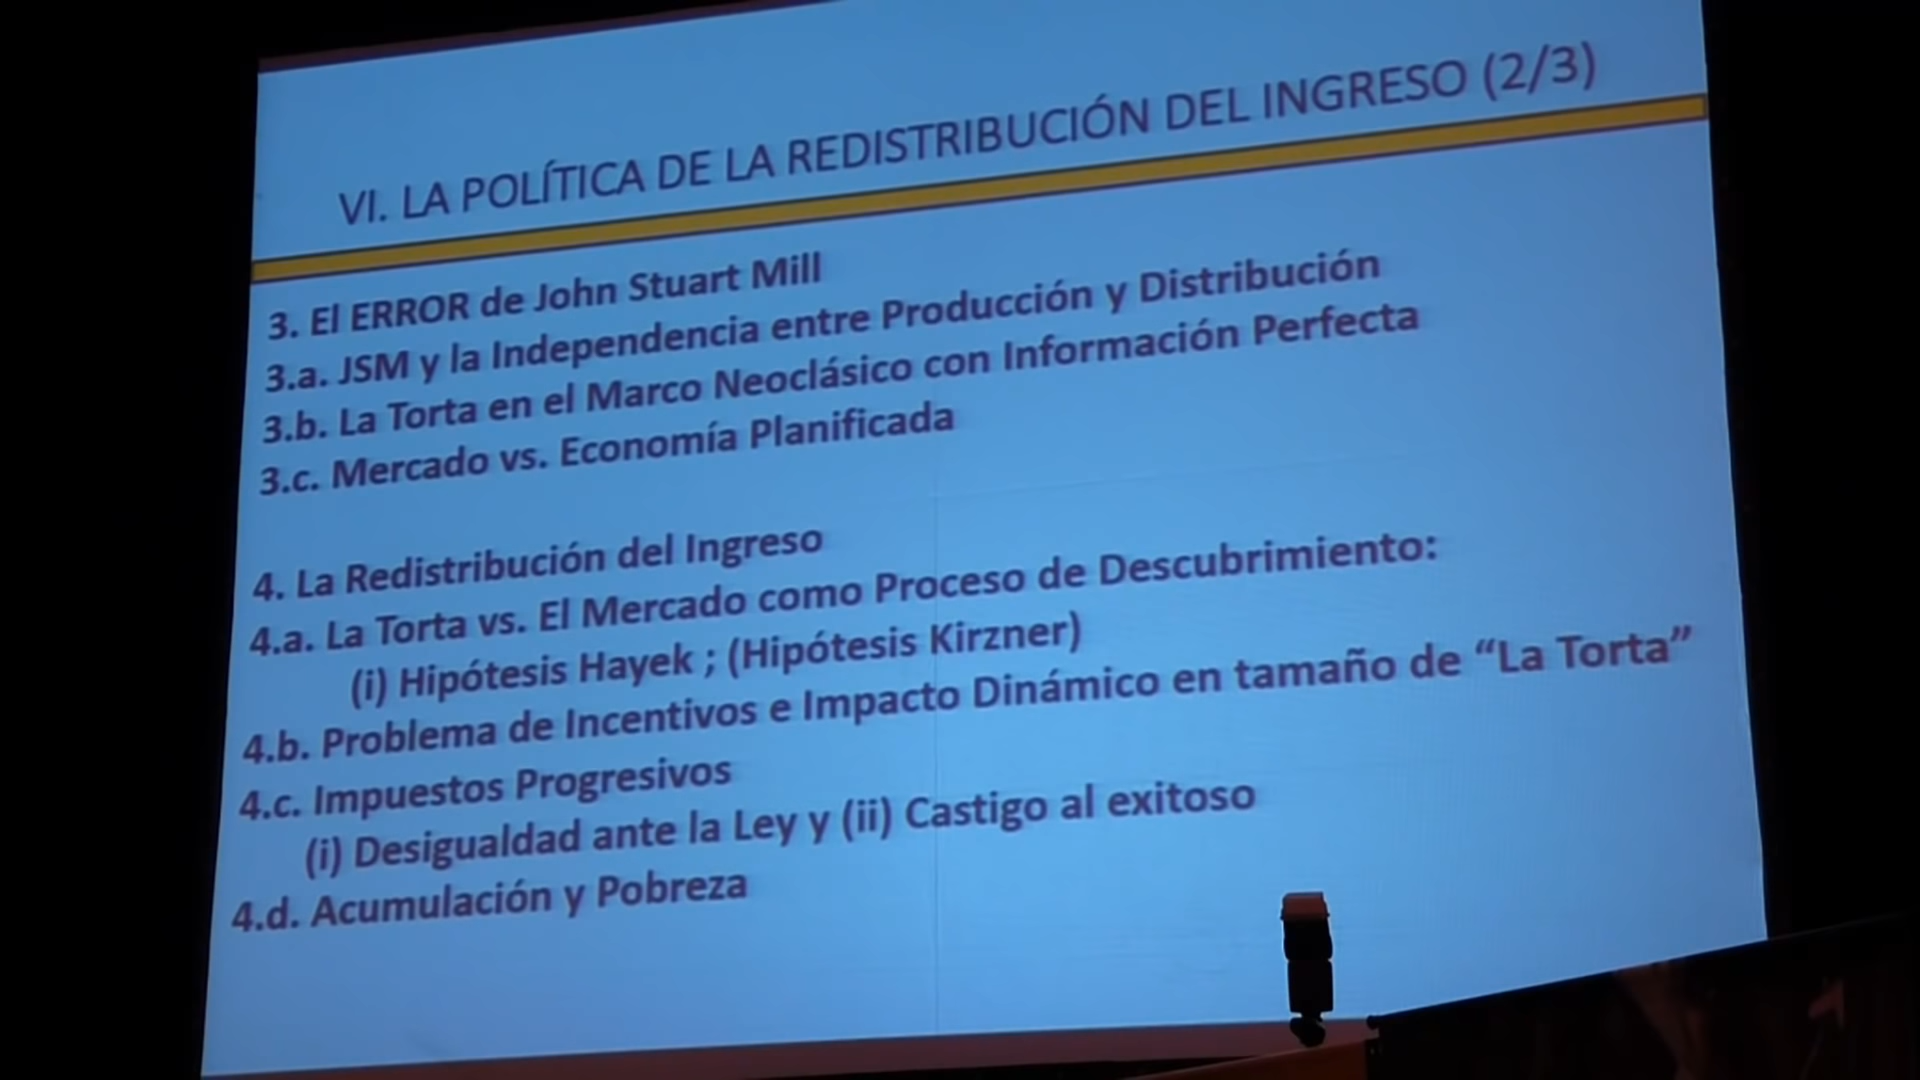 VI. LA POLÍTICA DE LA REDISTRIBUCIÓN DEL INGRESO (2/3)
3. El ERROR de John Stuart Mill
3.a. JSM y la Independencia entre Producción y Distribución
3.b. La Torta en el Marco Neoclásico con Información Perfecta
3.c. Mercado vs. Economía Planificada
4. La Redistribución del Ingreso
4.a. La Torta vs. El Mercado como Proceso de Descubrimiento:
(i) Hipótesis Hayek ; (Hipótesis Kirzner)
4.b. Problema de Incentivos e Impacto Dinámico en tamaño de “La Torta”
4.c. Impuestos Progresivos
(i) Desigualdad ante la Ley y (ii) Castigo al exitoso
4.d. Acumulación y Pobreza